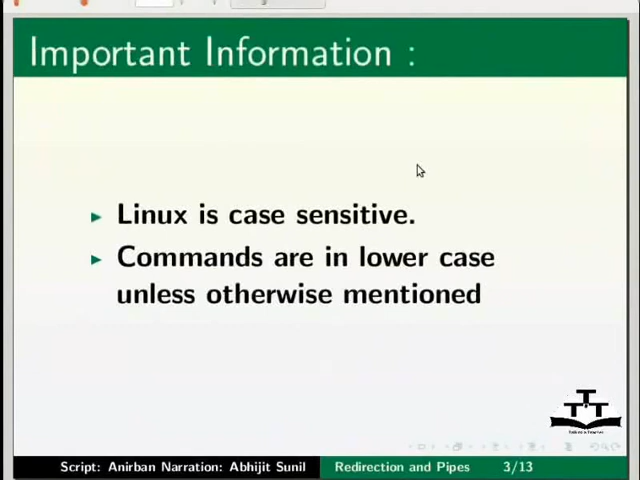 Important Information :
Linux is case sensitive.
Commands are in lower case
unless otherwise mentioned
Script: Anirban Narration: Abhijit Sunil Redirection and Pipes 3/13